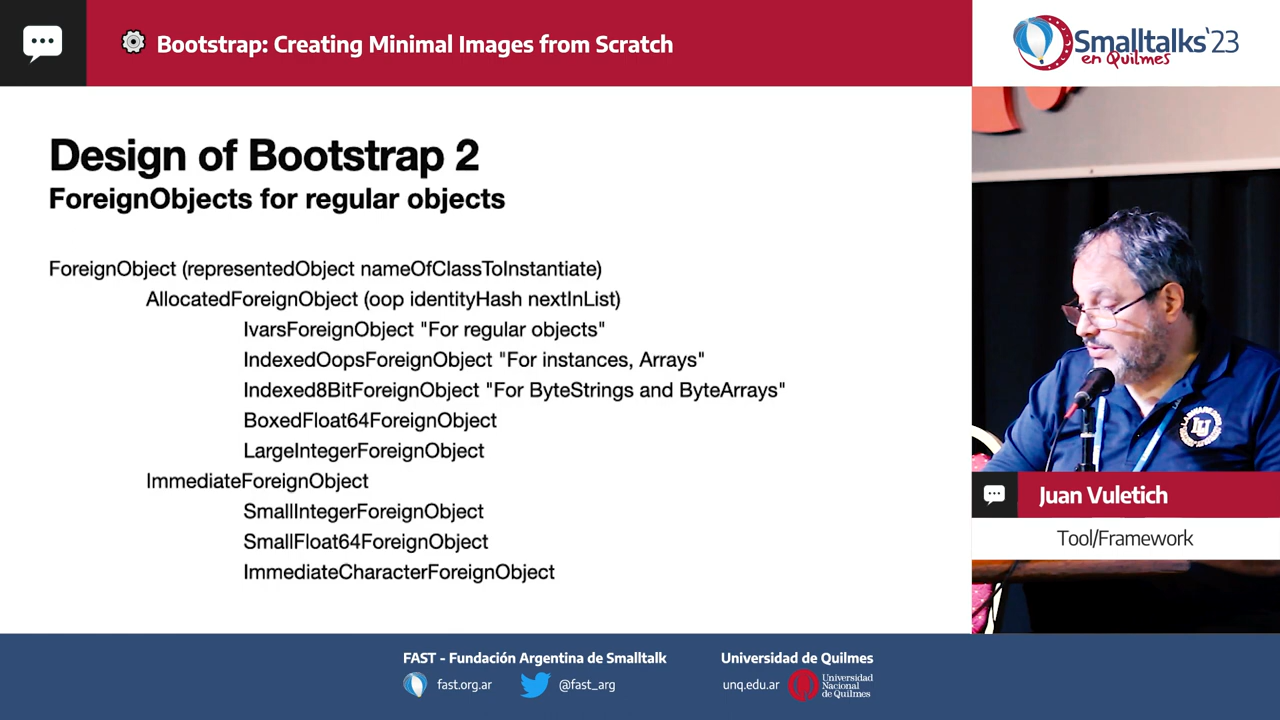 Bootstrap: Creating Minimal Images from Scratch
Smalltalks'23
en Quilmes
Design of Bootstrap 2
ForeignObjects for regular objects
ForeignObject (representedObject nameOfClassToInstantiate)
AllocatedForeignObject (oop identityHash nextInList)
IvarsForeignObject "For regular objects"
IndexedOopsForeignObject "For instances, Arrays"
Indexed8BitForeignObject "For ByteStrings and ByteArrays"
BoxedFloat64ForeignObject
LargeIntegerForeignObject
ImmediateForeignObject
SmallIntegerForeignObject
SmallFloat64ForeignObject
ImmediateCharacterForeignObject
Juan Vuletich
Tool/Framework
FAST - Fundación Argentina de Smalltalk
fast.org.ar
@fast_arg
Universidad de Quilmes
unq.edu.ar
Universidad
Nacional
de Quilmes